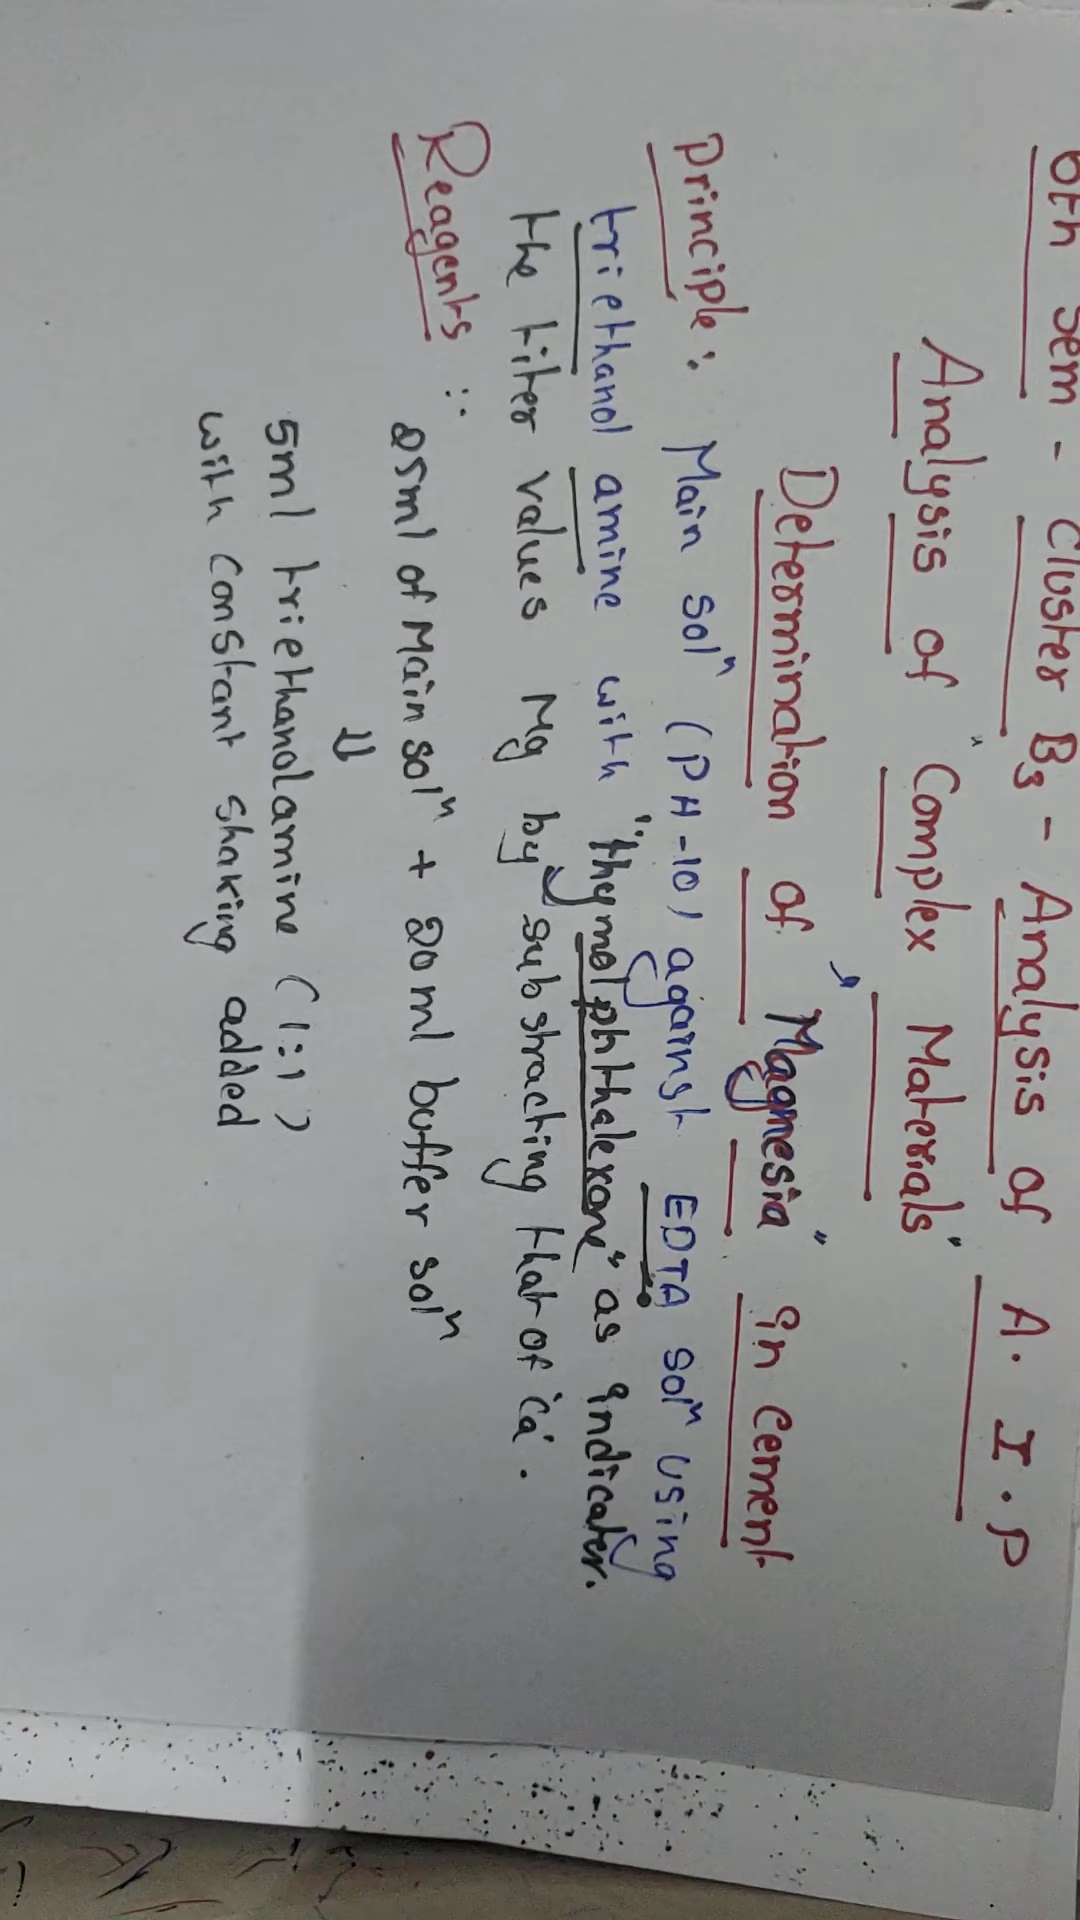 6th Sem - Cluster B3 - Analysis of A.I.P
Analysis of "Complex Materials"
Determination of "Magnesia" in cement
Principle: Main solⁿ (PH-10) against EDTA solⁿ using
triethanol amine with "thymolphthalexone" as indicater.
the titer values Mg by substracting that of 'Ca'.
Reagents :-
25ml of Main solⁿ + 20ml buffer solⁿ
⇓
5ml triethanolamine (1:1)
with constant shaking added